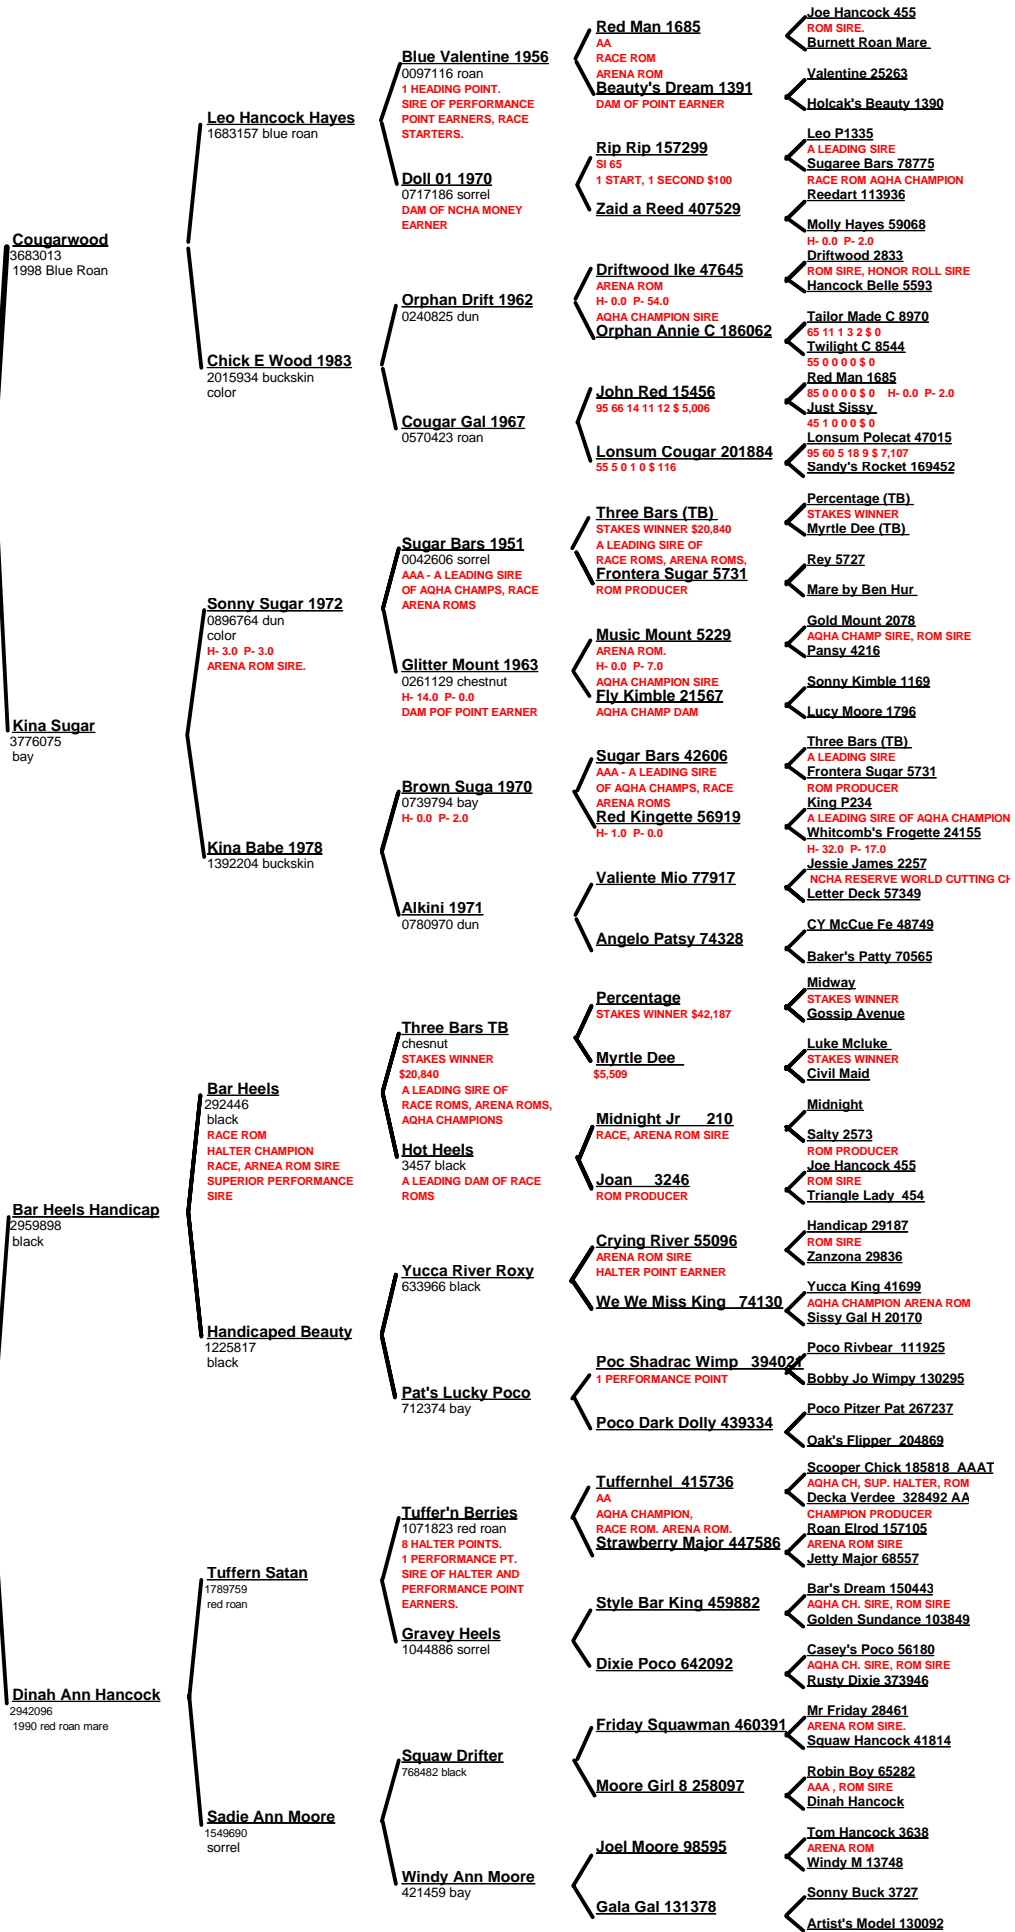 Cougarwood
3683013
1998 Blue Roan
Kina Sugar
3776075
bay
Bar Heels Handicap
2959898
black
Dinah Ann Hancock
2942096
1990 red roan mare
Leo Hancock Hayes
1683157 blue roan
Chick E Wood 1983
2015934 buckskin
color
Sonny Sugar 1972
0896764 dun
color
H- 3.0 P- 3.0
ARENA ROM SIRE.
Kina Babe 1978
1392204 buckskin
Bar Heels
292446
black
RACE ROM
HALTER CHAMPION
RACE, ARNEA ROM SIRE
SUPERIOR PERFORMANCE
SIRE
Handicaped Beauty
1225817
black
Tuffern Satan
1789759
red roan
Sadie Ann Moore
1549690
sorrel
Blue Valentine 1956
0097116 roan
1 HEADING POINT.
SIRE OF PERFORMANCE
POINT EARNERS, RACE
STARTERS.
Doll 01 1970
0717186 sorrel
DAM OF NCHA MONEY
EARNER
Orphan Drift 1962
0240825 dun
Cougar Gal 1967
0570423 roan
Sugar Bars 1951
0042606 sorrel
AAA - A LEADING SIRE
OF AQHA CHAMPS, RACE
ARENA ROMS
Glitter Mount 1963
0261129 chestnut
H- 14.0 P- 0.0
DAM POF POINT EARNER
Brown Suga 1970
0739794 bay
H- 0.0 P- 2.0
Alkini 1971
0780970 dun
Three Bars TB
chesnut
STAKES WINNER
$20,840
A LEADING SIRE OF
RACE ROMS, ARENA ROMS,
AQHA CHAMPIONS
Hot Heels
3457 black
A LEADING DAM OF RACE
ROMS
Yucca River Roxy
633966 black
Pat's Lucky Poco
712374 bay
Tuffer'n Berries
1071823 red roan
8 HALTER POINTS.
1 PERFORMANCE PT.
SIRE OF HALTER AND
PERFORMANCE POINT
EARNERS.
Gravey Heels
1044886 sorrel
Squaw Drifter
768482 black
Windy Ann Moore
421459 bay
Red Man 1685
AA
RACE ROM
ARENA ROM
Beauty's Dream 1391
DAM OF POINT EARNER
Rip Rip 157299
SI 65
1 START, 1 SECOND $100
Zaid a Reed 407529
Driftwood Ike 47645
ARENA ROM
H- 0.0 P- 54.0
AQHA CHAMPION SIRE
Orphan Annie C 186062
John Red 15456
95 66 14 11 12 $ 5,006
Lonsum Cougar 201884
55 5 0 1 0 $ 116
Three Bars (TB)
STAKES WINNER $20,840
A LEADING SIRE OF
RACE ROMS, ARENA ROMS,
Frontera Sugar 5731
ROM PRODUCER
Music Mount 5229
ARENA ROM.
H- 0.0 P- 7.0
AQHA CHAMPION SIRE
Fly Kimble 21567
AQHA CHAMP DAM
Sugar Bars 42606
AAA - A LEADING SIRE
OF AQHA CHAMPS, RACE
ARENA ROMS
Red Kingette 56919
H- 1.0 P- 0.0
Valiente Mio 77917
Angelo Patsy 74328
Percentage
STAKES WINNER $42,187
Myrtle Dee
$5,509
Midnight Jr 210
RACE, ARENA ROM SIRE
Joan 3246
ROM PRODUCER
Crying River 55096
ARENA ROM SIRE
HALTER POINT EARNER
We We Miss King 74130
Poc Shadrac Wimp 394021
1 PERFORMANCE POINT
Poco Dark Dolly 439334
Tuffernhel 415736
AA
AQHA CHAMPION,
RACE ROM. ARENA ROM.
Strawberry Major 447586
Style Bar King 459882
Dixie Poco 642092
Friday Squawman 460391
Moore Girl 8 258097
Joel Moore 98595
Gala Gal 131378
Joe Hancock 455
ROM SIRE.
Burnett Roan Mare
Valentine 25263
Holcak's Beauty 1390
Leo P1335
A LEADING SIRE
Sugaree Bars 78775
RACE ROM AQHA CHAMPION
Reedart 113936
Molly Hayes 59068
H- 0.0 P- 2.0
Driftwood 2833
ROM SIRE, HONOR ROLL SIRE
Hancock Belle 5593
Tailor Made C 8970
65 11 1 3 2 $ 0
Twilight C 8544
55 0 0 0 0 $ 0
Red Man 1685
85 0 0 0 0 $ 0 H- 0.0 P- 2.0
Just Sissy
45 1 0 0 0 $ 0
Lonsum Polecat 47015
95 60 5 18 9 $ 7,107
Sandy's Rocket 169452
Percentage (TB)
STAKES WINNER
Myrtle Dee (TB)
Rey 5727
Mare by Ben Hur
Gold Mount 2078
AQHA CHAMP SIRE, ROM SIRE
Pansy 4216
Sonny Kimble 1169
Lucy Moore 1796
Three Bars (TB)
A LEADING SIRE
Frontera Sugar 5731
ROM PRODUCER
King P234
A LEADING SIRE OF AQHA CHAMPION
Whitcomb's Frogette 24155
H- 32.0 P- 17.0
Jessie James 2257
NCHA RESERVE WORLD CUTTING CH
Letter Deck 57349
CY McCue Fe 48749
Baker's Patty 70565
Midway
STAKES WINNER
Gossip Avenue
Luke Mcluke
STAKES WINNER
Civil Maid
Midnight
Salty 2573
ROM PRODUCER
Joe Hancock 455
ROM SIRE
Triangle Lady 454
Handicap 29187
ROM SIRE
Zanzona 29836
Yucca King 41699
AQHA CHAMPION ARENA ROM
Sissy Gal H 20170
Poco Rivbear 111925
Bobby Jo Wimpy 130295
Poco Pitzer Pat 267237
Oak's Flipper 204869
Scooper Chick 185818 AAAT
AQHA CH, SUP. HALTER, ROM
Decka Verdee 328492 AA
CHAMPION PRODUCER
Roan Elrod 157105
ARENA ROM SIRE
Jetty Major 68557
Bar's Dream 150443
AQHA CH. SIRE, ROM SIRE
Golden Sundance 103849
Casey's Poco 56180
AQHA CH. SIRE, ROM SIRE
Rusty Dixie 373946
Mr Friday 28461
ARENA ROM SIRE.
Squaw Hancock 41814
Robin Boy 65282
AAA , ROM SIRE
Dinah Hancock
Tom Hancock 3638
ARENA ROM
Windy M 13748
Sonny Buck 3727
Artist's Model 130092